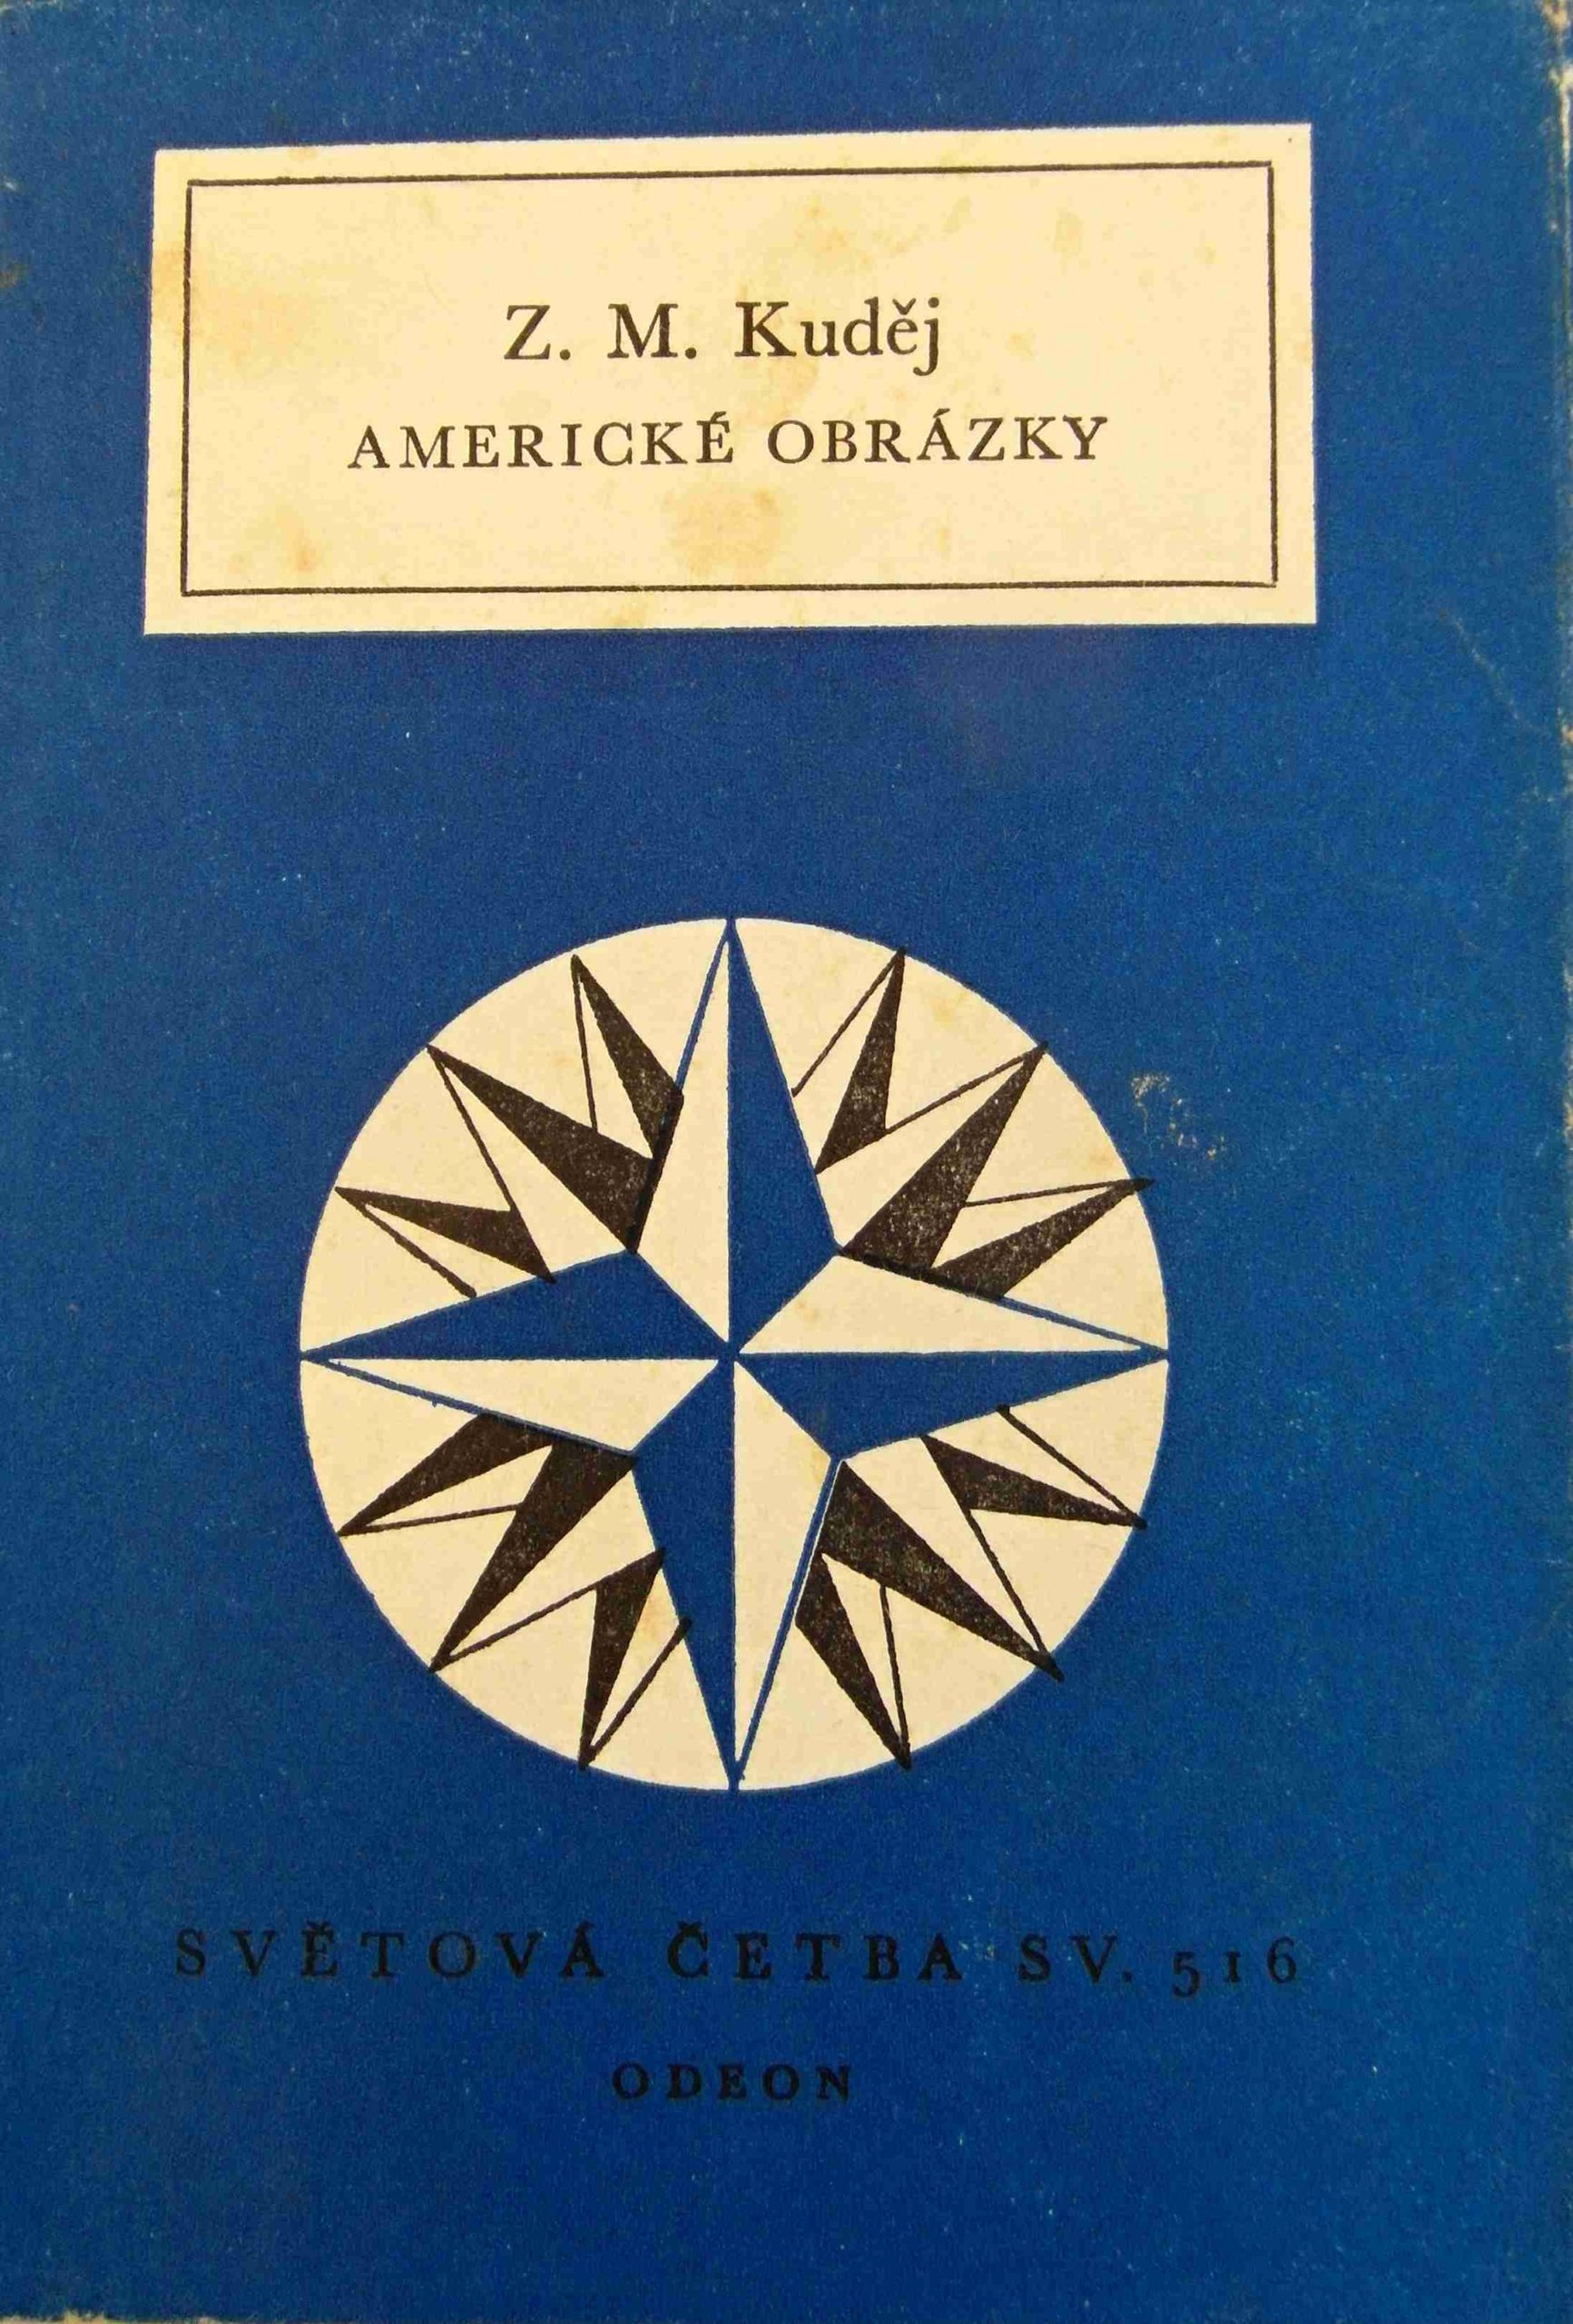 Z. M. Kuděj
AMERICKÉ OBRÁZKY
SVĚTOVÁ ČETBA SV. 516
ODEON